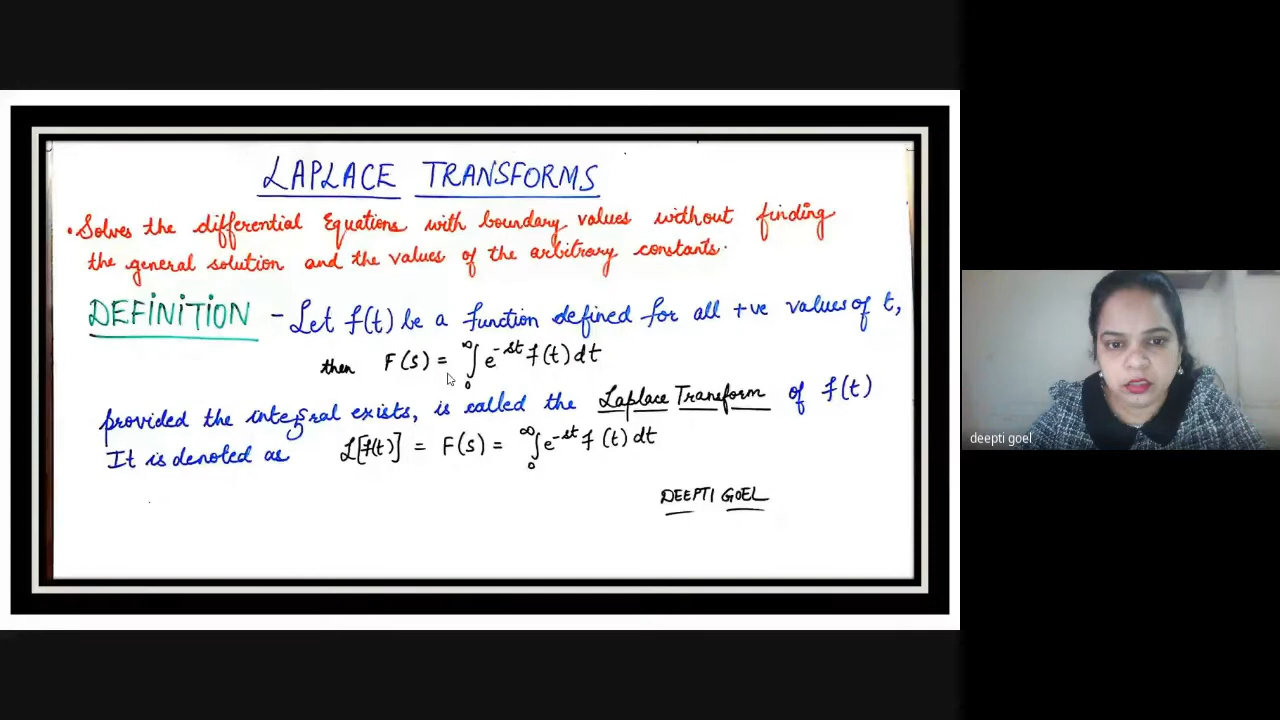 LAPLACE TRANSFORMS
• Solves the differential Equations with boundary values without finding
the general solution and the values of the arbitrary constants.
DEFINITION - Let f(t) be a function defined for all +ve values of t,
then F(s) = ∫₀^∞ e^{-st} f(t) dt
provided the integral exists, is called the Laplace Transform of f(t)
It is denoted as L[f(t)] = F(s) = ∫₀^∞ e^{-st} f(t) dt
DEEPTI GOEL
deepti goel